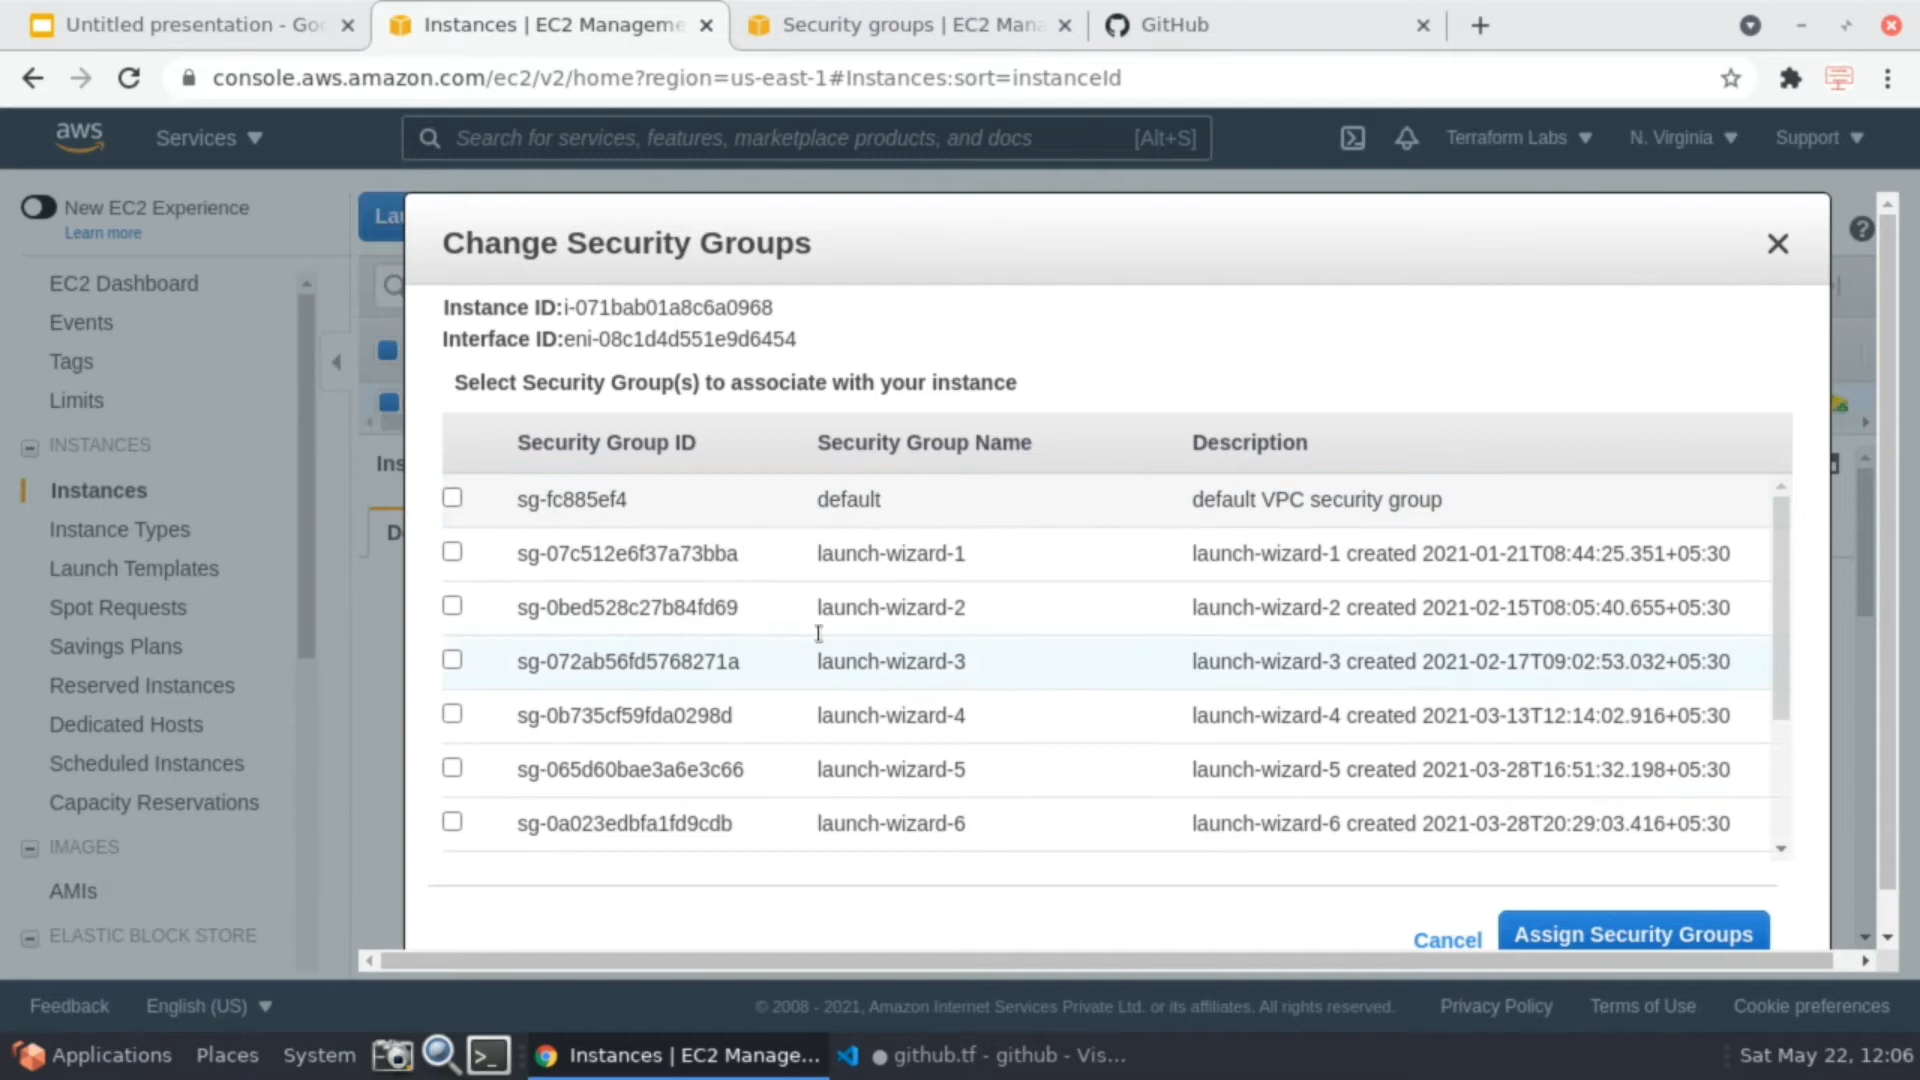 Untitled presentation - Goo
Instances | EC2 Manageme
Security groups | EC2 Mana
GitHub
console.aws.amazon.com/ec2/v2/home?region=us-east-1#Instances:sort=instanceId
aws
Services
Search for services, features, marketplace products, and docs
[Alt+S]
Terraform Labs
N. Virginia
Support
New EC2 Experience
Learn more
EC2 Dashboard
Events
Tags
Limits
INSTANCES
Instances
Instance Types
Launch Templates
Spot Requests
Savings Plans
Reserved Instances
Dedicated Hosts
Scheduled Instances
Capacity Reservations
IMAGES
AMIs
ELASTIC BLOCK STORE
Lau
Ins
D
Change Security Groups
Instance ID:i-071bab01a8c6a0968
Interface ID:eni-08c1d4d551e9d6454
Select Security Group(s) to associate with your instance
Security Group ID Security Group Name Description
sg-fc885ef4 default default VPC security group
sg-07c512e6f37a73bba launch-wizard-1 launch-wizard-1 created 2021-01-21T08:44:25.351+05:30
sg-0bed528c27b84fd69 launch-wizard-2 launch-wizard-2 created 2021-02-15T08:05:40.655+05:30
sg-072ab56fd5768271a launch-wizard-3 launch-wizard-3 created 2021-02-17T09:02:53.032+05:30
sg-0b735cf59fda0298d launch-wizard-4 launch-wizard-4 created 2021-03-13T12:14:02.916+05:30
sg-065d60bae3a6e3c66 launch-wizard-5 launch-wizard-5 created 2021-03-28T16:51:32.198+05:30
sg-0a023edbfa1fd9cdb launch-wizard-6 launch-wizard-6 created 2021-03-28T20:29:03.416+05:30
Cancel
Assign Security Groups
Feedback
English (US)
© 2008 - 2021, Amazon Internet Services Private Ltd. or its affiliates. All rights reserved.
Privacy Policy
Terms of Use
Cookie preferences
Applications
Places
System
Instances | EC2 Manage...
github.tf - github - Vis...
Sat May 22, 12:06